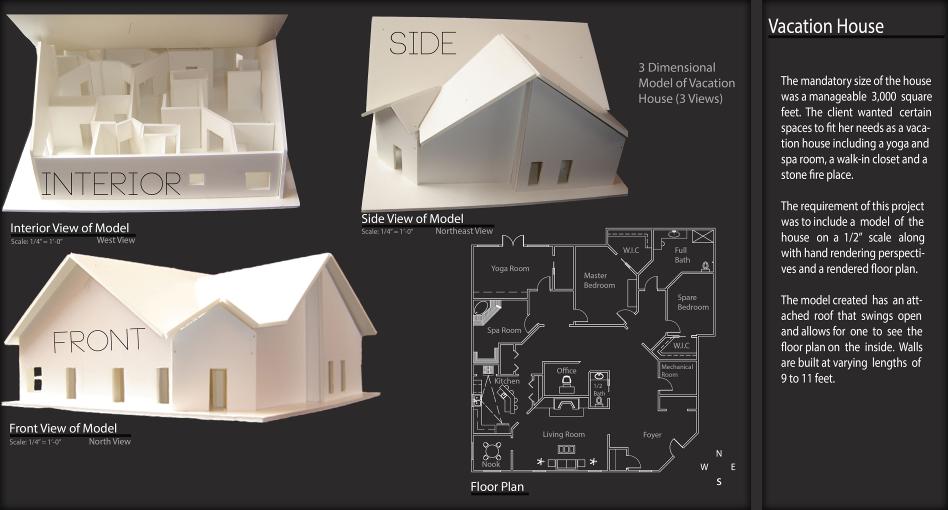 INTERIOR
Interior View of Model
Scale: 1/4" = 1'-0" West View
SIDE
3 Dimensional
Model of Vacation
House (3 Views)
Side View of Model
Scale: 1/4" = 1'-0" Northeast View
FRONT
Front View of Model
Scale: 1/4" = 1'-0" North View
Yoga Room
Master
Bedroom
W.I.C
Full
Bath
Spare
Bedroom
Spa Room
W.I.C
Mechanical
Room
Office
1/2
Bath
Kitchen
Living Room
Foyer
Nook
N
W E
S
Floor Plan
Vacation House
The mandatory size of the house
was a manageable 3,000 square
feet. The client wanted certain
spaces to fit her needs as a vaca-
tion house including a yoga and
spa room, a walk-in closet and a
stone fire place.
The requirement of this project
was to include a model of the
house on a 1/2" scale along
with hand rendering perspecti-
ves and a rendered floor plan.
The model created has an att-
ached roof that swings open
and allows for one to see the
floor plan on the inside. Walls
are built at varying lengths of
9 to 11 feet.